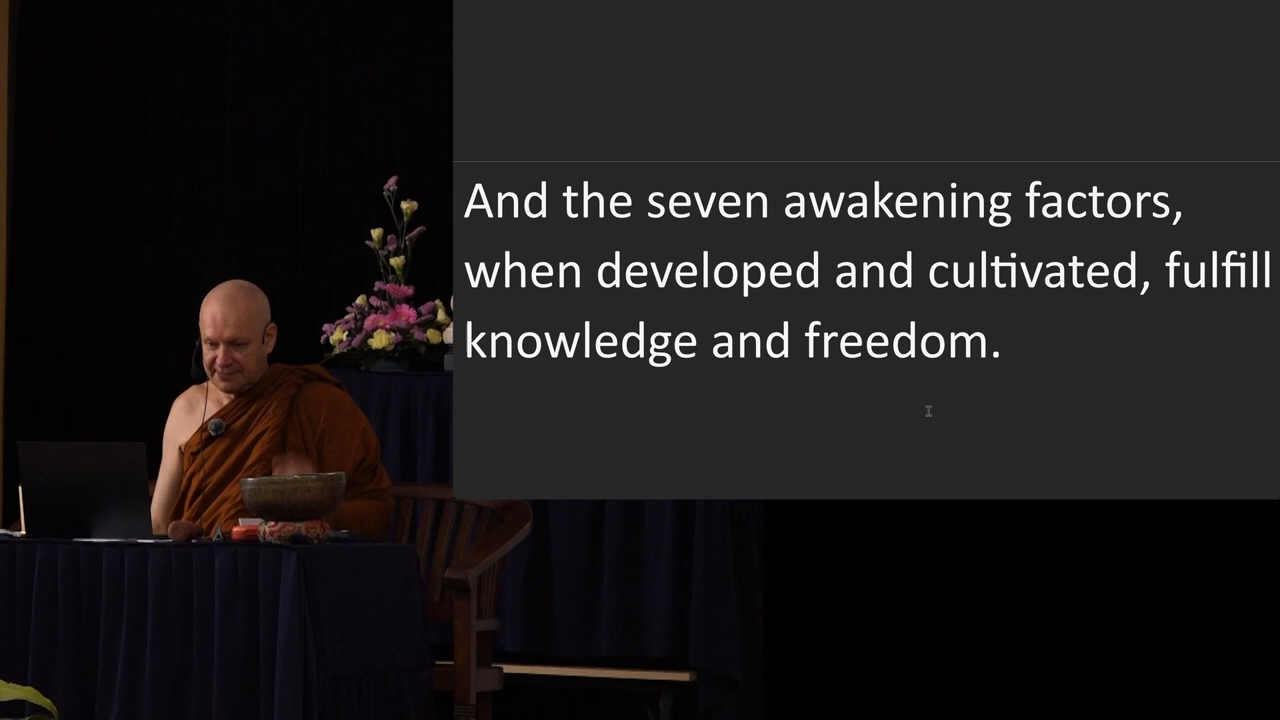 And the seven awakening factors,
when developed and cultivated, fulfill
knowledge and freedom.